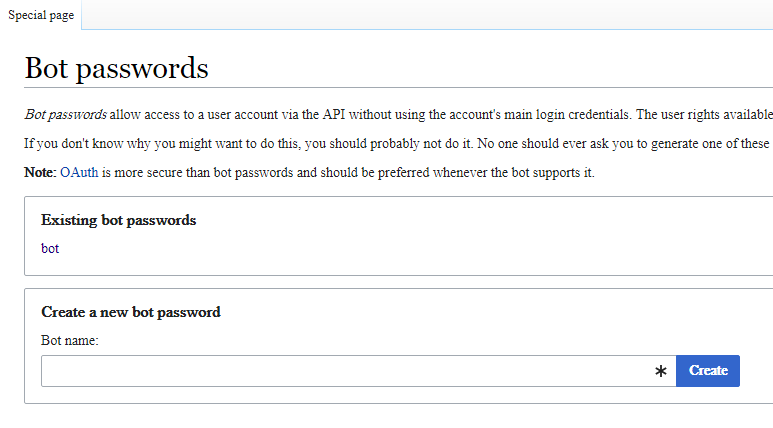 Special page
Bot passwords
Bot passwords allow access to a user account via the API without using the account's main login credentials. The user rights available
If you don't know why you might want to do this, you should probably not do it. No one should ever ask you to generate one of these
Note: OAuth is more secure than bot passwords and should be preferred whenever the bot supports it.
Existing bot passwords
bot
Create a new bot password
Bot name:
* Create